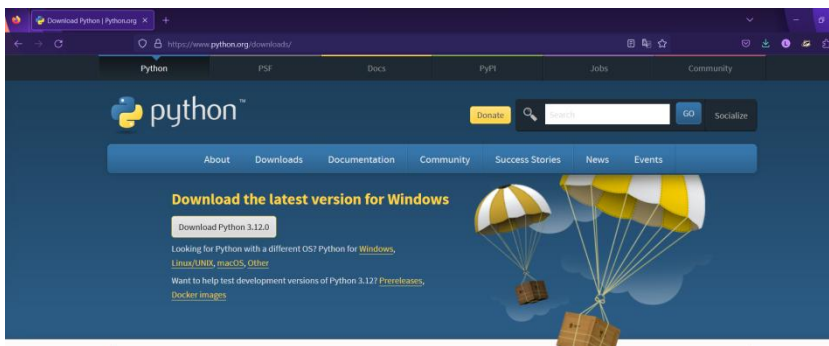 Download Python | Python.org
https://www.python.org/downloads/
Python PSF Docs PyPI Jobs Community
python™
Donate Search GO Socialize
About Downloads Documentation Community Success Stories News Events
Download the latest version for Windows
Download Python 3.12.0
Looking for Python with a different OS? Python for Windows,
Linux/UNIX, macOS, Other
Want to help test development versions of Python 3.12? Prereleases,
Docker images